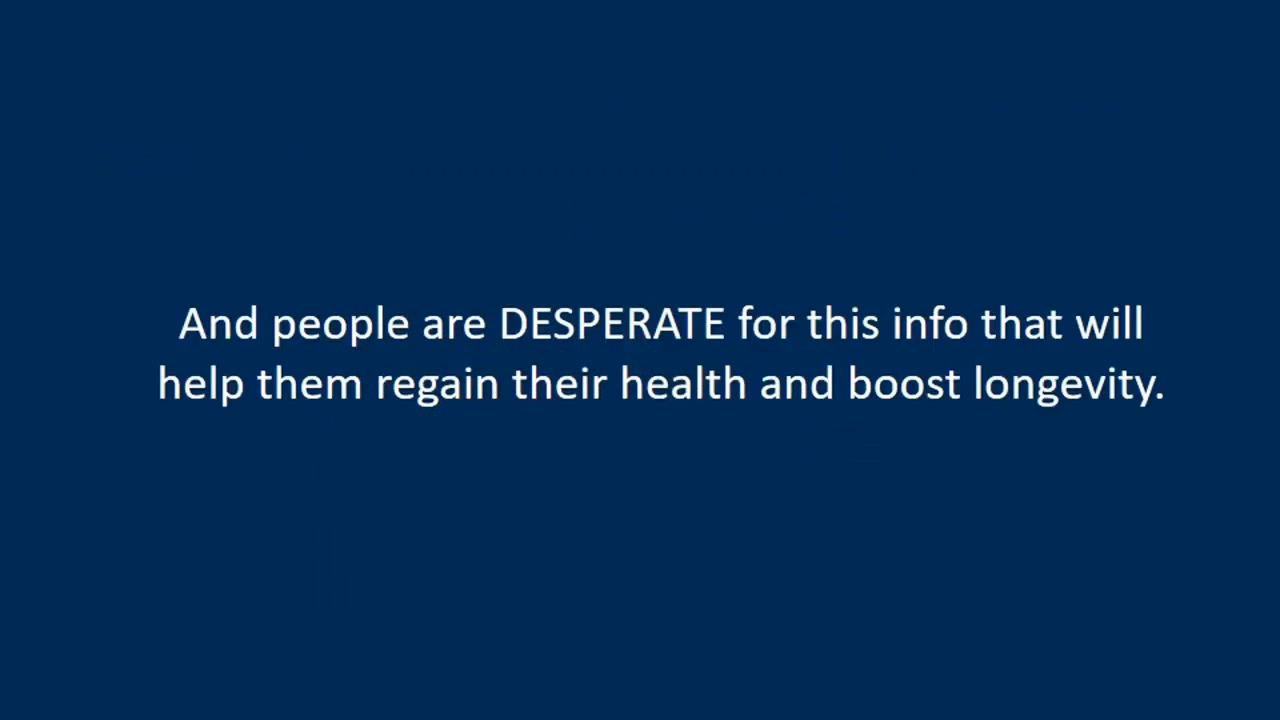 And people are DESPERATE for this info that will
help them regain their health and boost longevity.